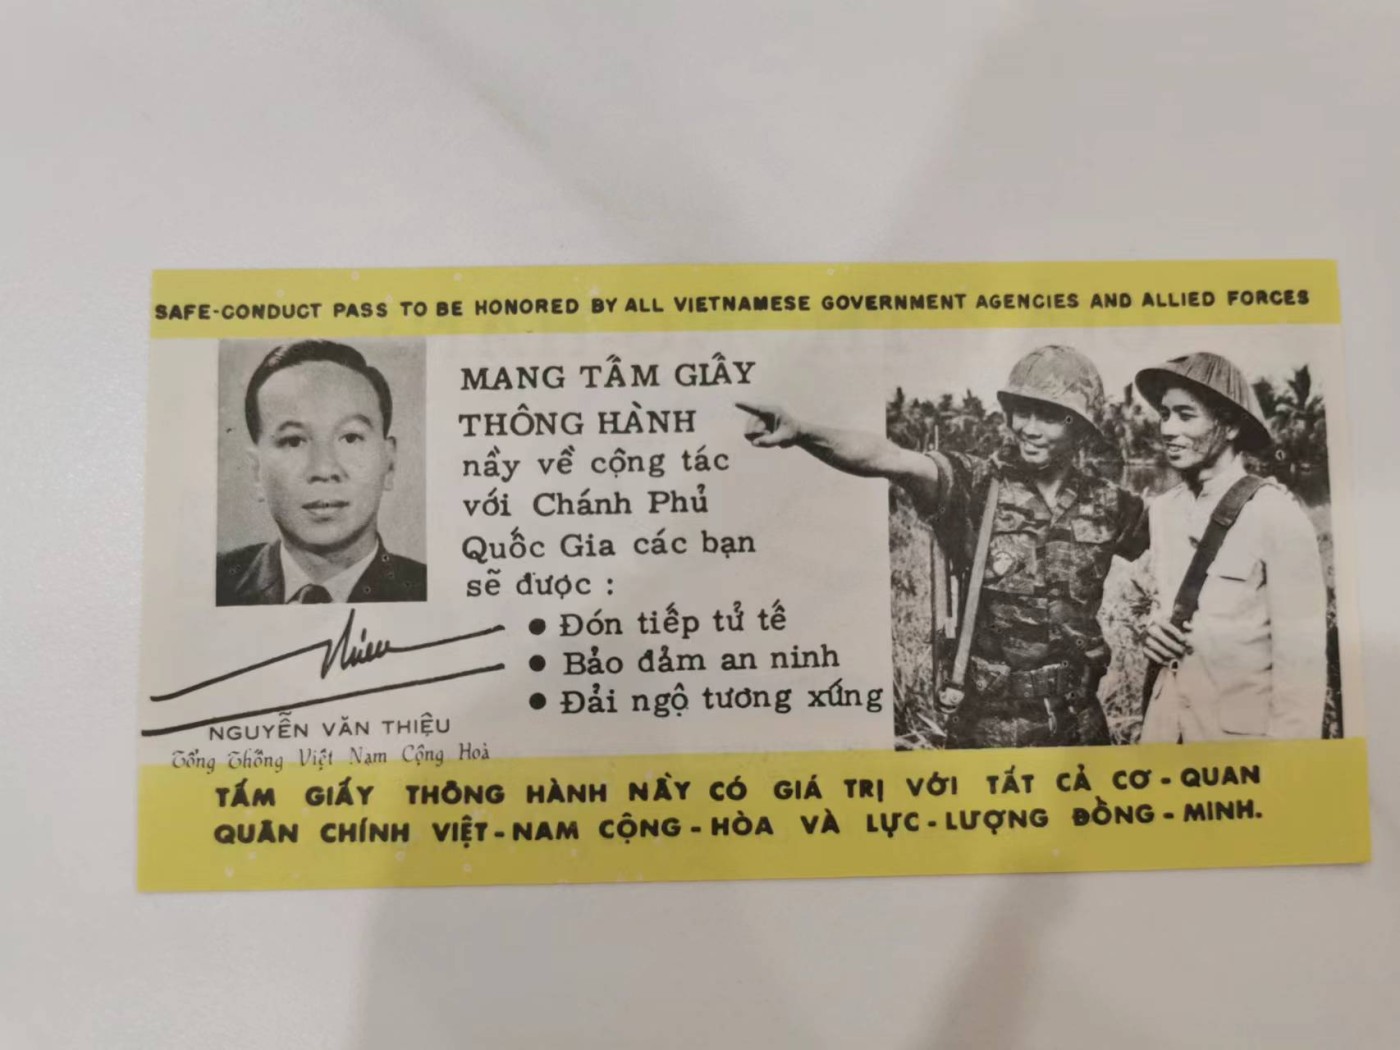 SAFE-CONDUCT PASS TO BE HONORED BY ALL VIETNAMESE GOVERNMENT AGENCIES AND ALLIED FORCES
MANG TẤM GIẤY
THÔNG HÀNH
nầy về cộng tác
với Chánh Phủ
Quốc Gia các bạn
sẽ được :
● Đón tiếp tử tế
● Bảo đảm an ninh
● Đải ngộ tương xứng
Thieu
NGUYỄN VĂN THIỆU
Tổng Thống Việt Nam Cộng Hoà
TẤM GIẤY THÔNG HÀNH NẦY CÓ GIÁ TRỊ VỚI TẤT CẢ CƠ - QUAN
QUÂN CHÍNH VIỆT - NAM CỘNG - HÒA VÀ LỰC - LƯỢNG ĐỒNG - MINH.